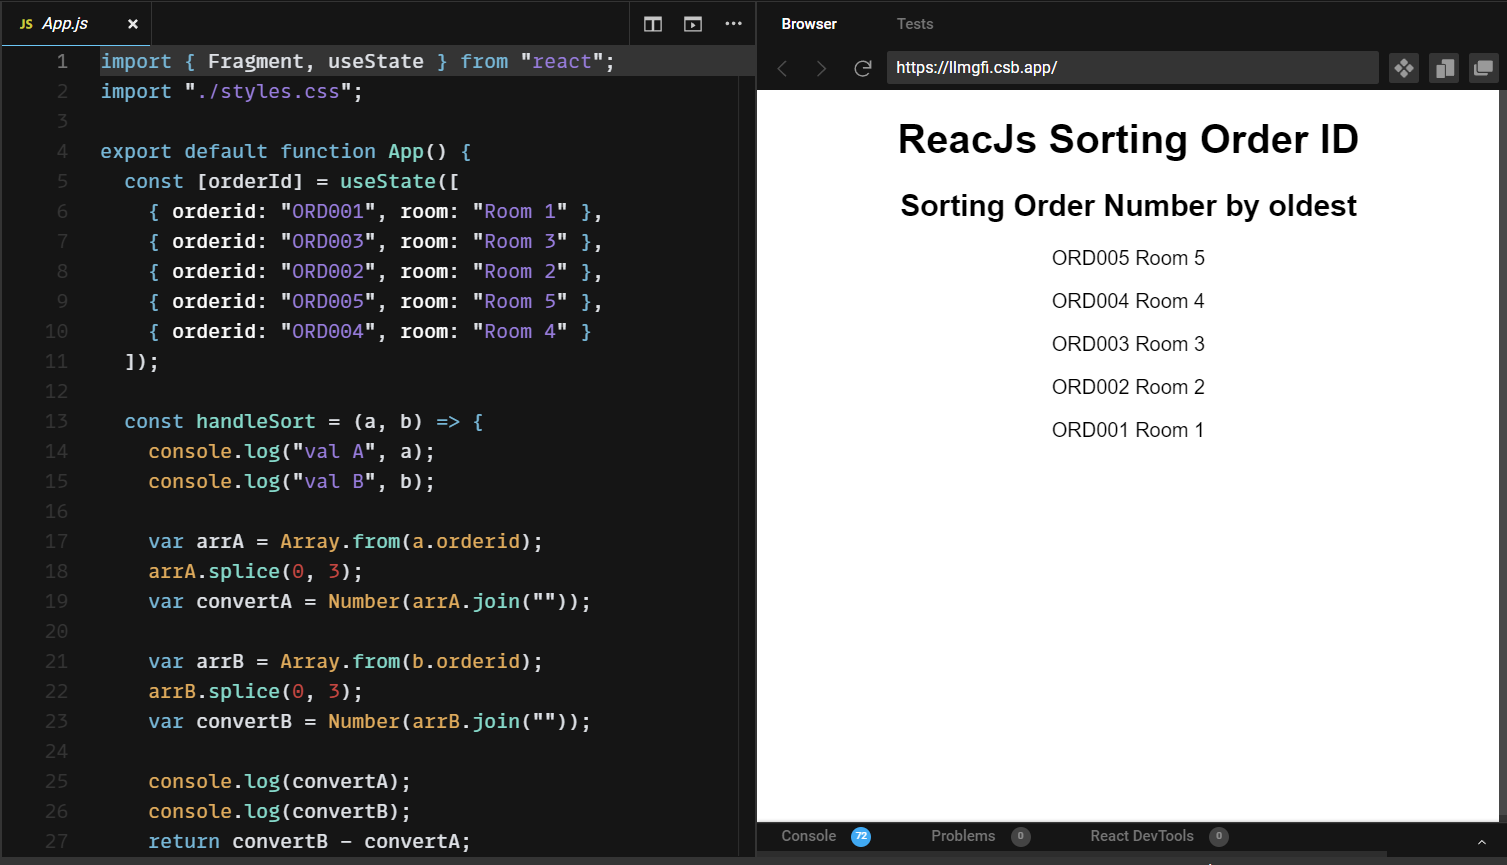 JS App.js ×
1 import { Fragment, useState } from "react";
2 import "./styles.css";
3
4 export default function App() {
5 const [orderId] = useState([
6 { orderid: "ORD001", room: "Room 1" },
7 { orderid: "ORD003", room: "Room 3" },
8 { orderid: "ORD002", room: "Room 2" },
9 { orderid: "ORD005", room: "Room 5" },
10 { orderid: "ORD004", room: "Room 4" }
11 ]);
12
13 const handleSort = (a, b) => {
14 console.log("val A", a);
15 console.log("val B", b);
16
17 var arrA = Array.from(a.orderid);
18 arrA.splice(0, 3);
19 var convertA = Number(arrA.join(""));
20
21 var arrB = Array.from(b.orderid);
22 arrB.splice(0, 3);
23 var convertB = Number(arrB.join(""));
24
25 console.log(convertA);
26 console.log(convertB);
27 return convertB - convertA;
Browser Tests
https://llmgfi.csb.app/
ReacJs Sorting Order ID
Sorting Order Number by oldest
ORD005 Room 5
ORD004 Room 4
ORD003 Room 3
ORD002 Room 2
ORD001 Room 1
Console 72 Problems 0 React DevTools 0